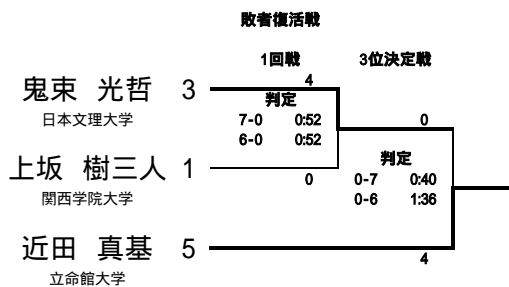 敗者復活戦
1回戦 3位決定戦
4
鬼束 光哲 3
判定
日本文理大学
7-0 0:52
0
6-0 0:52
上坂 樹三人 1
判定
0
0-7 0:40
関西学院大学
0-6 1:36
近田 真基 5
4
立命館大学